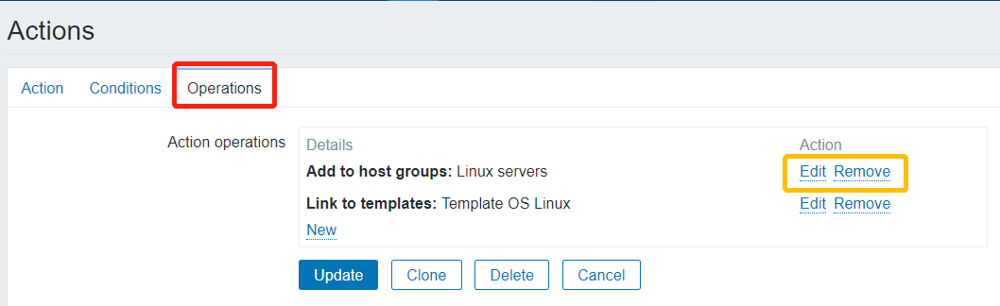 Actions
Action Conditions Operations
Action operations Details Action
Add to host groups: Linux servers Edit Remove
Link to templates: Template OS Linux Edit Remove
New
Update Clone Delete Cancel